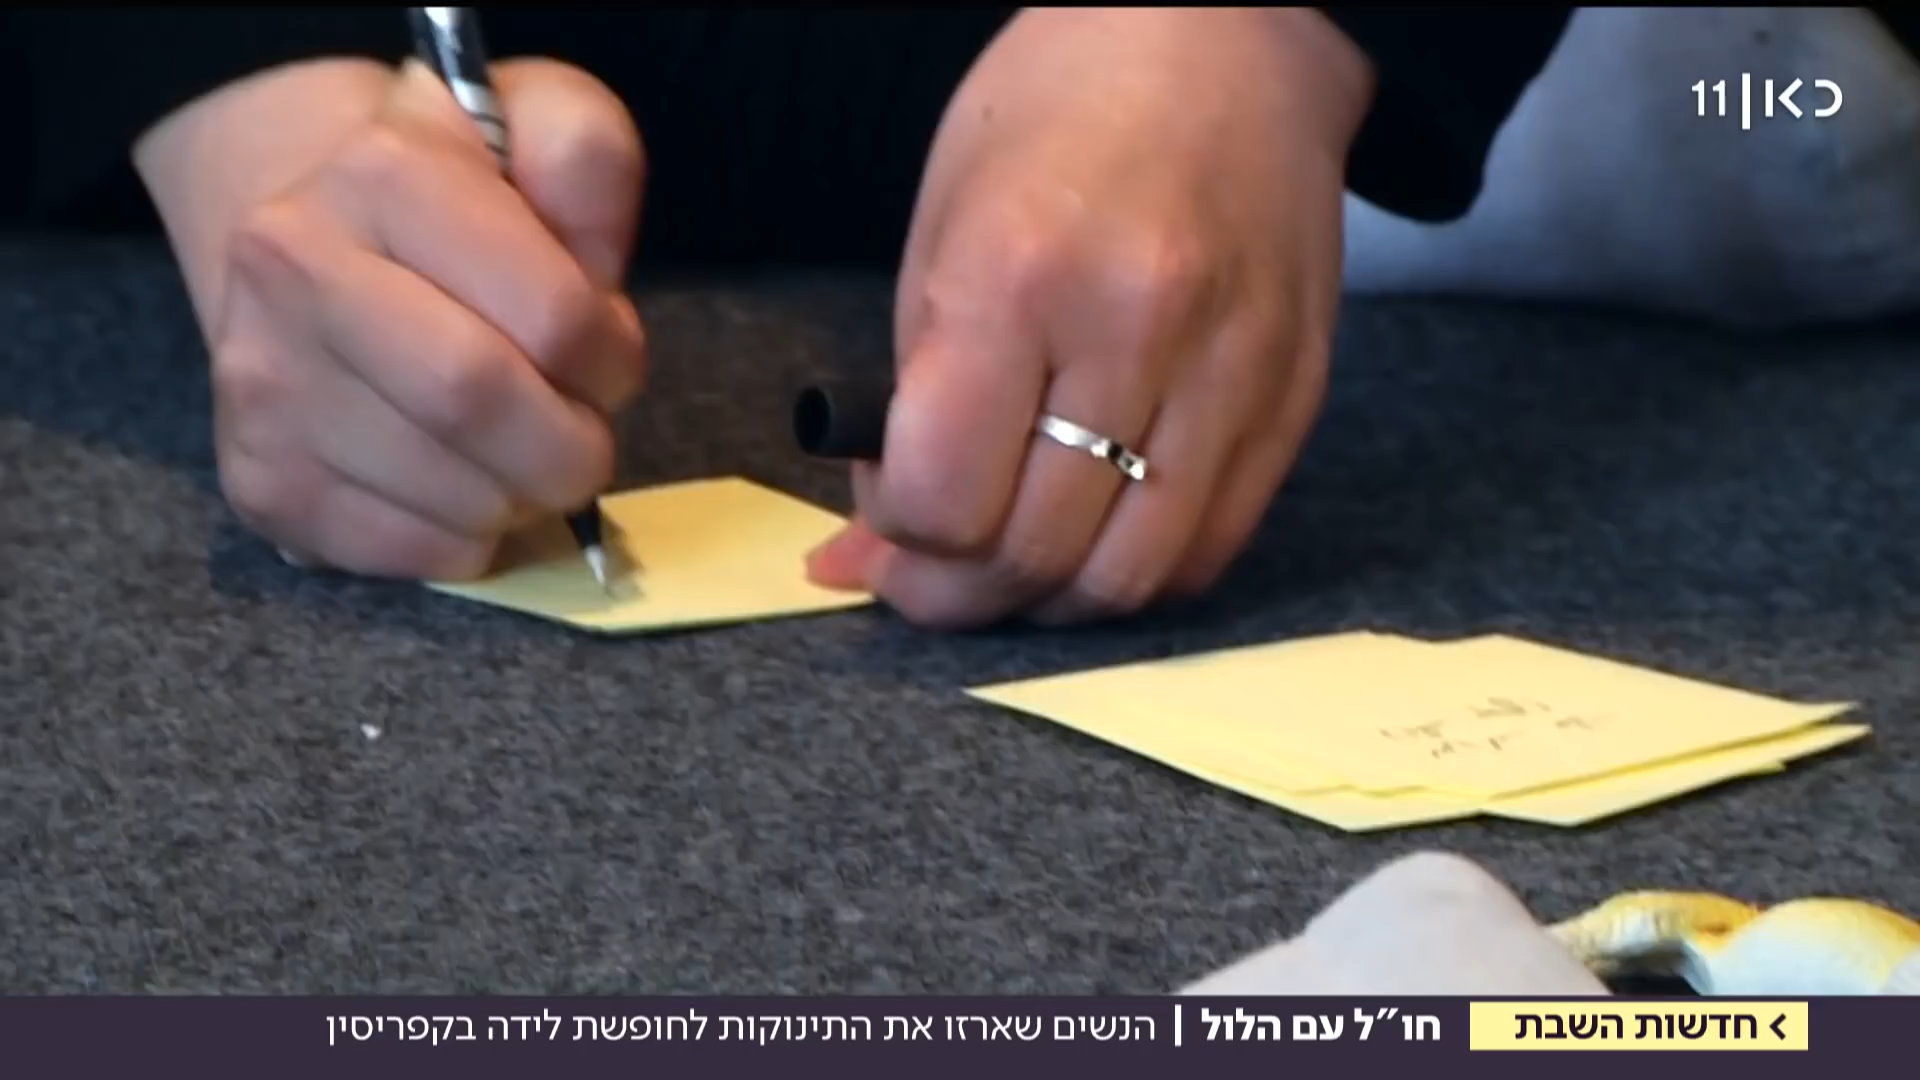 כאן 11
חדשות השבת
חו״ל עם הלול | הנשים שארזו את התינוקות לחופשת לידה בקפריסין